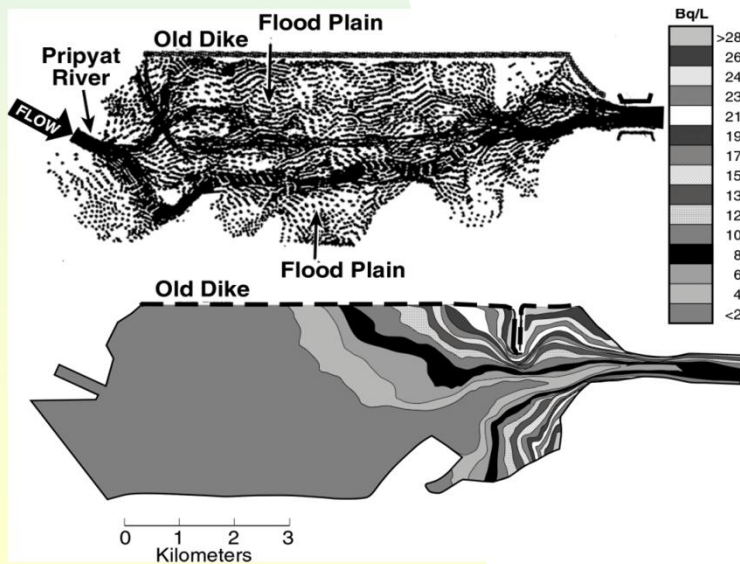 Flood Plain
Old Dike
Pripyat
River
FLOW
Flood Plain
Bq/L
>28
26
24
23
21
19
17
15
13
12
10
8
6
4
<2
Old Dike
0 1 2 3
Kilometers